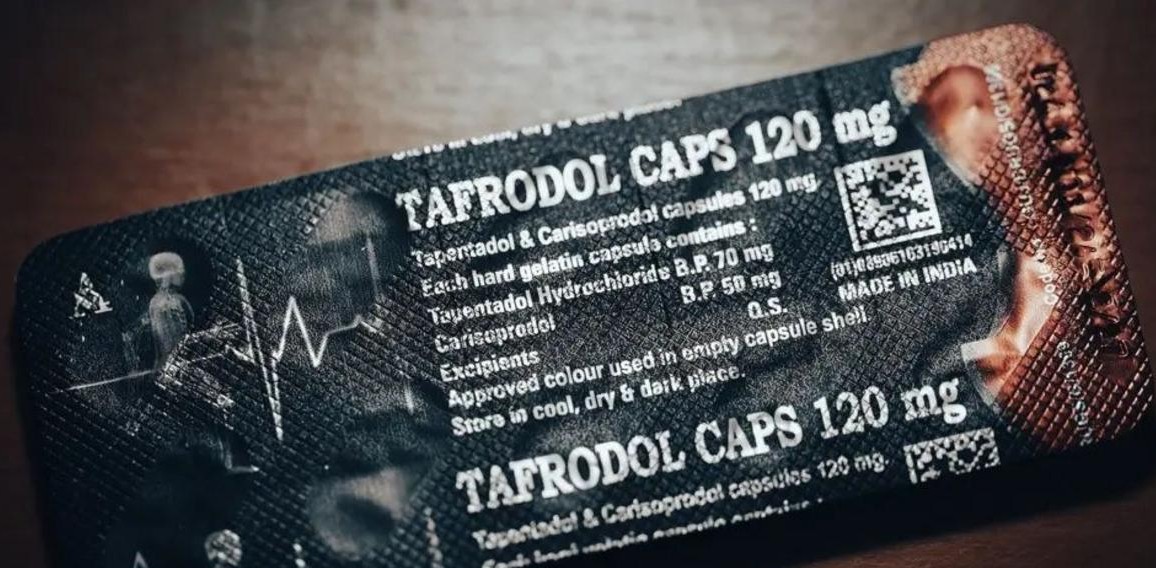 TAFRODOL CAPS 120 mg
Tapentadol & Carisoprodol capsules 120 mg
Each hard gelatin capsule contains :
Tapentadol Hydrochloride B.P. 70 mg
Carisoprodol B.P. 50 mg
Excipients Q.S.
Approved colour used in empty capsule shell
Store in cool, dry & dark place.
MADE IN INDIA
TAFRODOL CAPS 120 mg
Tapentadol & Carisoprodol capsules 120 mg